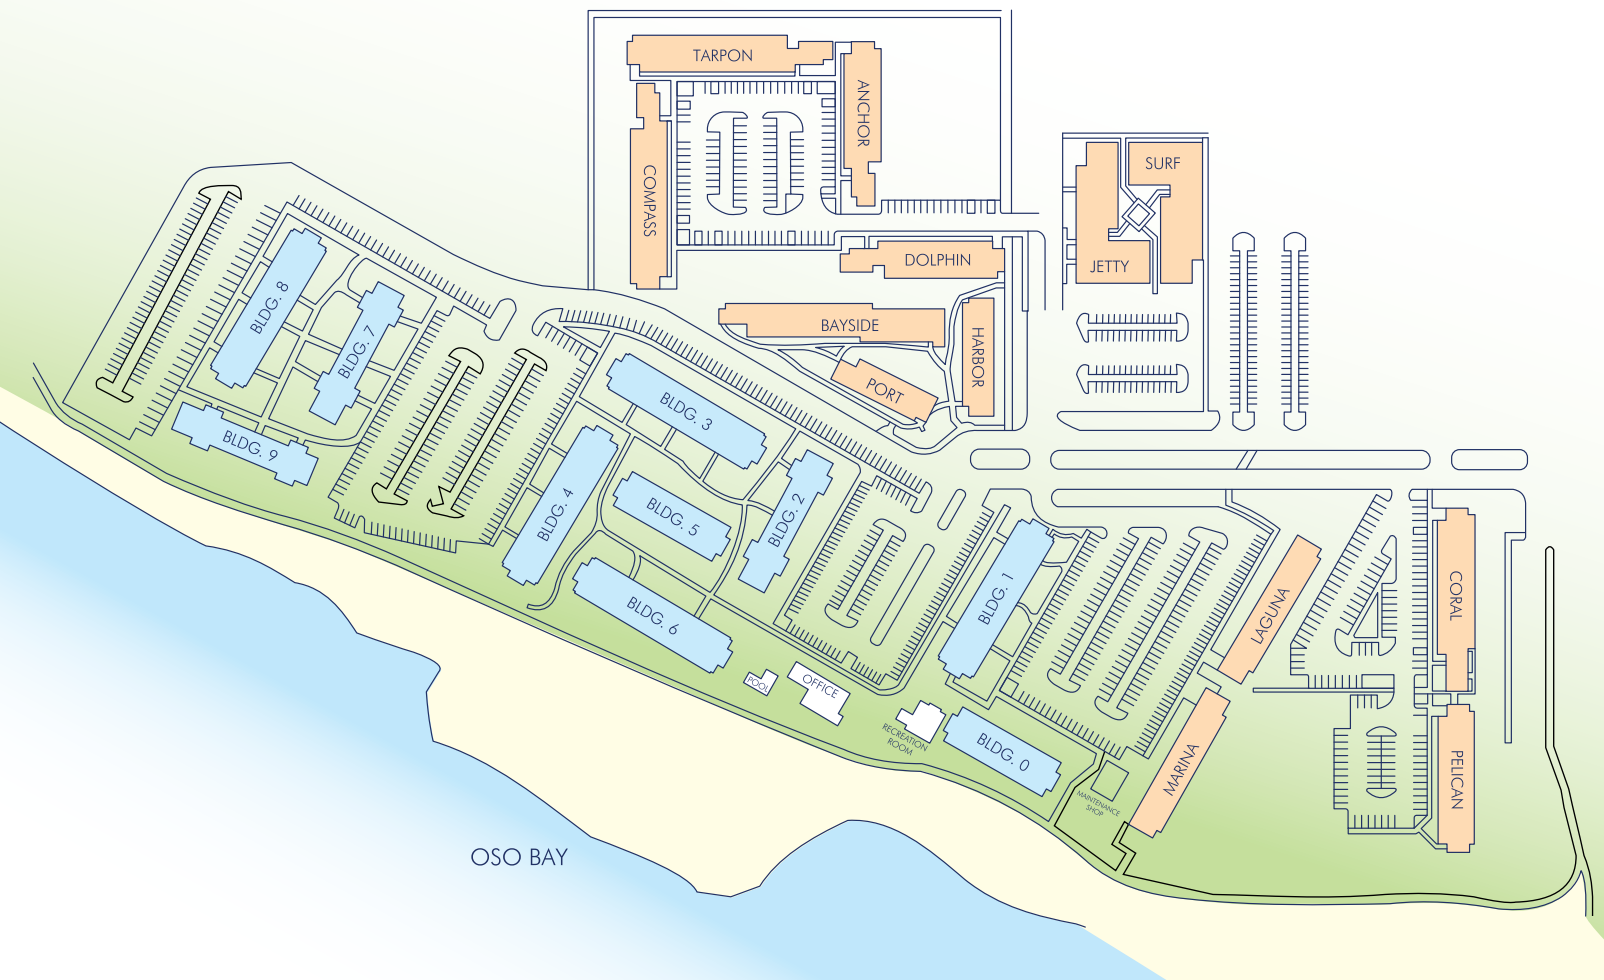 TARPON
ANCHOR
COMPASS
SURF
JETTY
DOLPHIN
BAYSIDE
HARBOR
PORT
BLDG. 8
BLDG. 7
BLDG. 9
BLDG. 3
BLDG. 4
BLDG. 5
BLDG. 2
BLDG. 6
BLDG. 1
LAGUNA
CORAL
POOL
OFFICE
RECREATION
ROOM
BLDG. 0
MARINA
PELICAN
MAINTENANCE
SHOP
OSO BAY